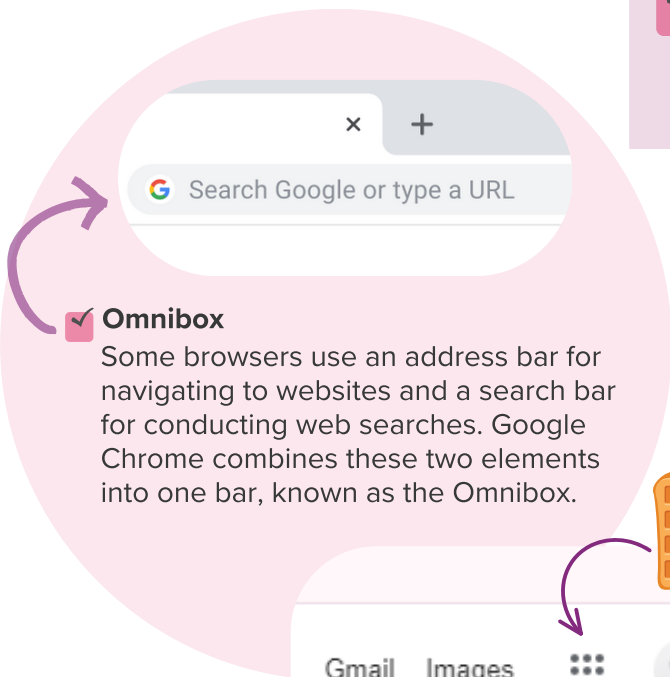 Search Google or type a URL
Omnibox
Some browsers use an address bar for
navigating to websites and a search bar
for conducting web searches. Google
Chrome combines these two elements
into one bar, known as the Omnibox.
Gmail Images